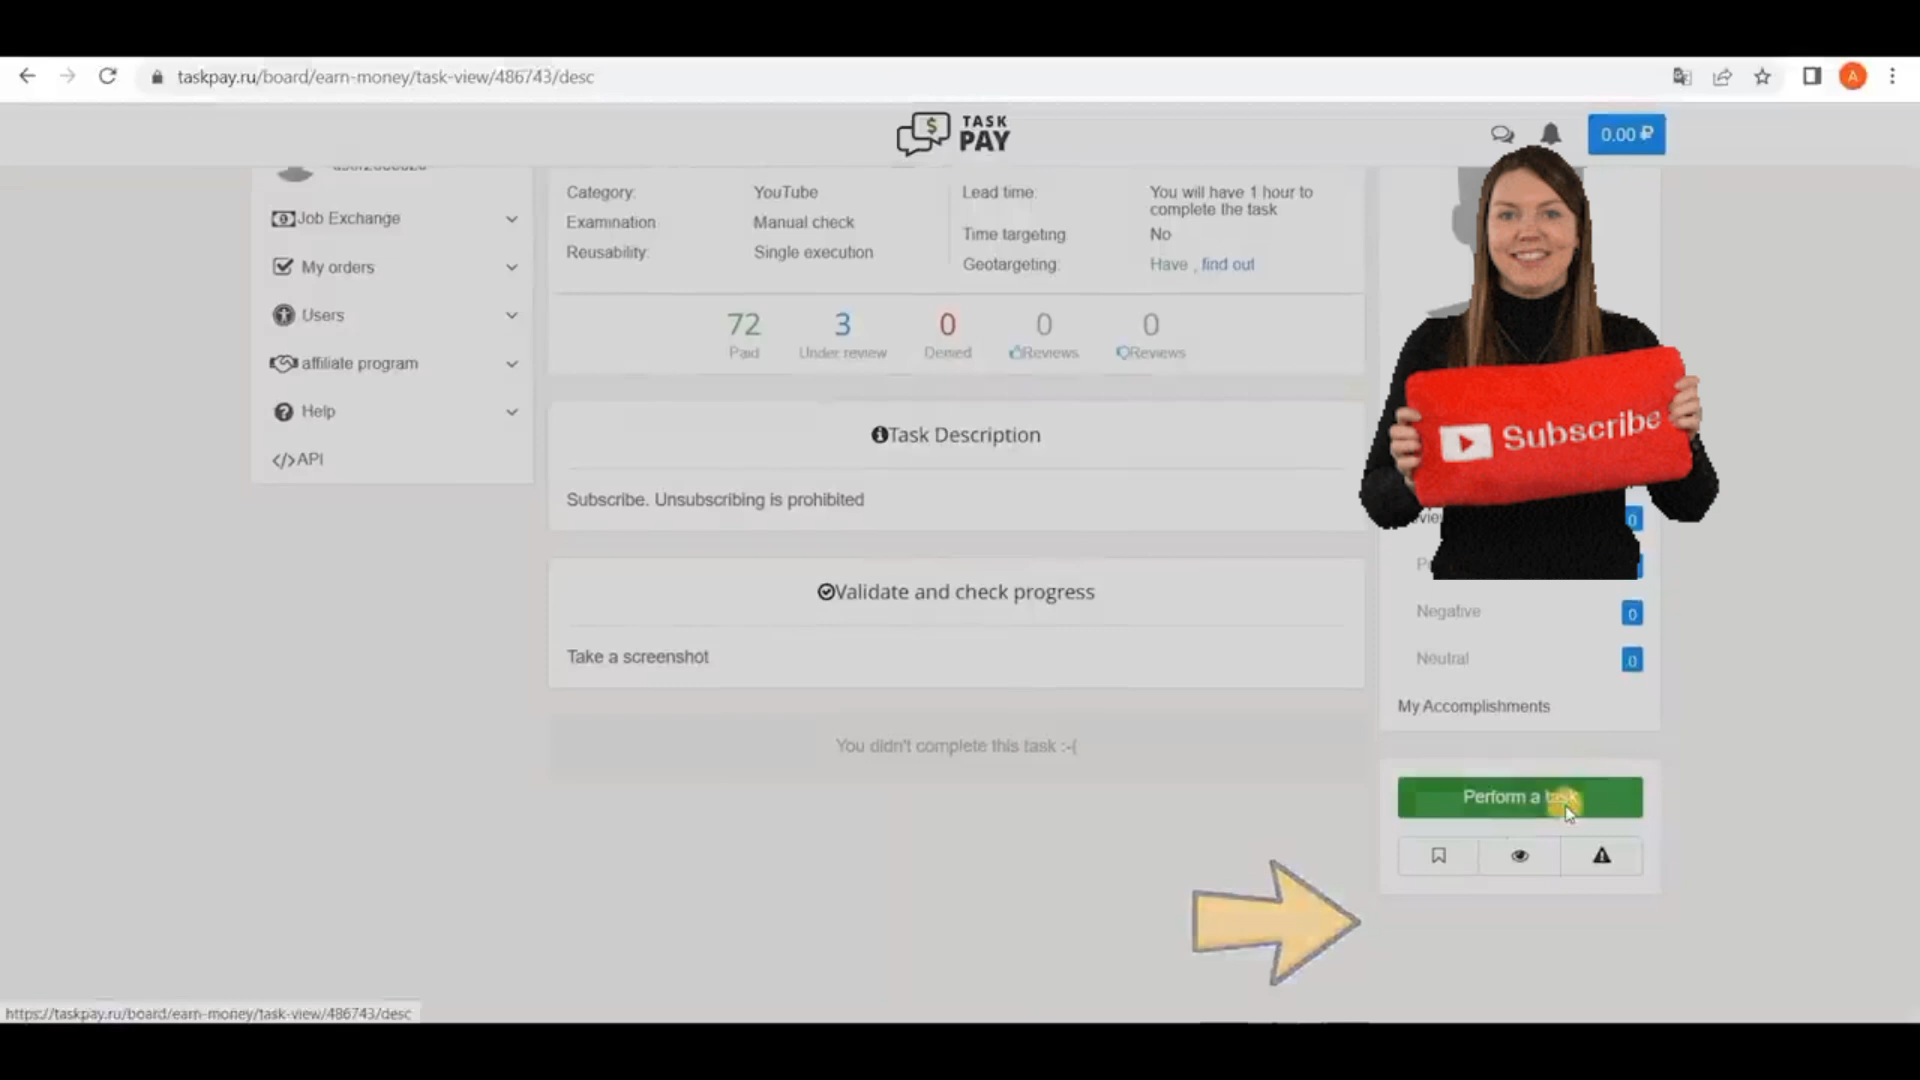 taskpay.ru/board/earn-money/task-view/486743/desc
A
$
TASK
PAY
0.00 ₽
Job Exchange
My orders
Users
affiliate program
Help
</> API
Category: YouTube
Examination Manual check
Reusability: Single execution
Lead time: You will have 1 hour to
complete the task
Time targeting No
Geotargeting: Have , find out
72 3 0 0 0
Paid Under review Denied Reviews Reviews
Task Description
Subscribe. Unsubscribing is prohibited
Validate and check progress
Take a screenshot
You didn't complete this task :-(
Subscribe
0
Negative 0
Neutral 0
My Accomplishments
Perform a task
https://taskpay.ru/board/earn-money/task-view/486743/desc